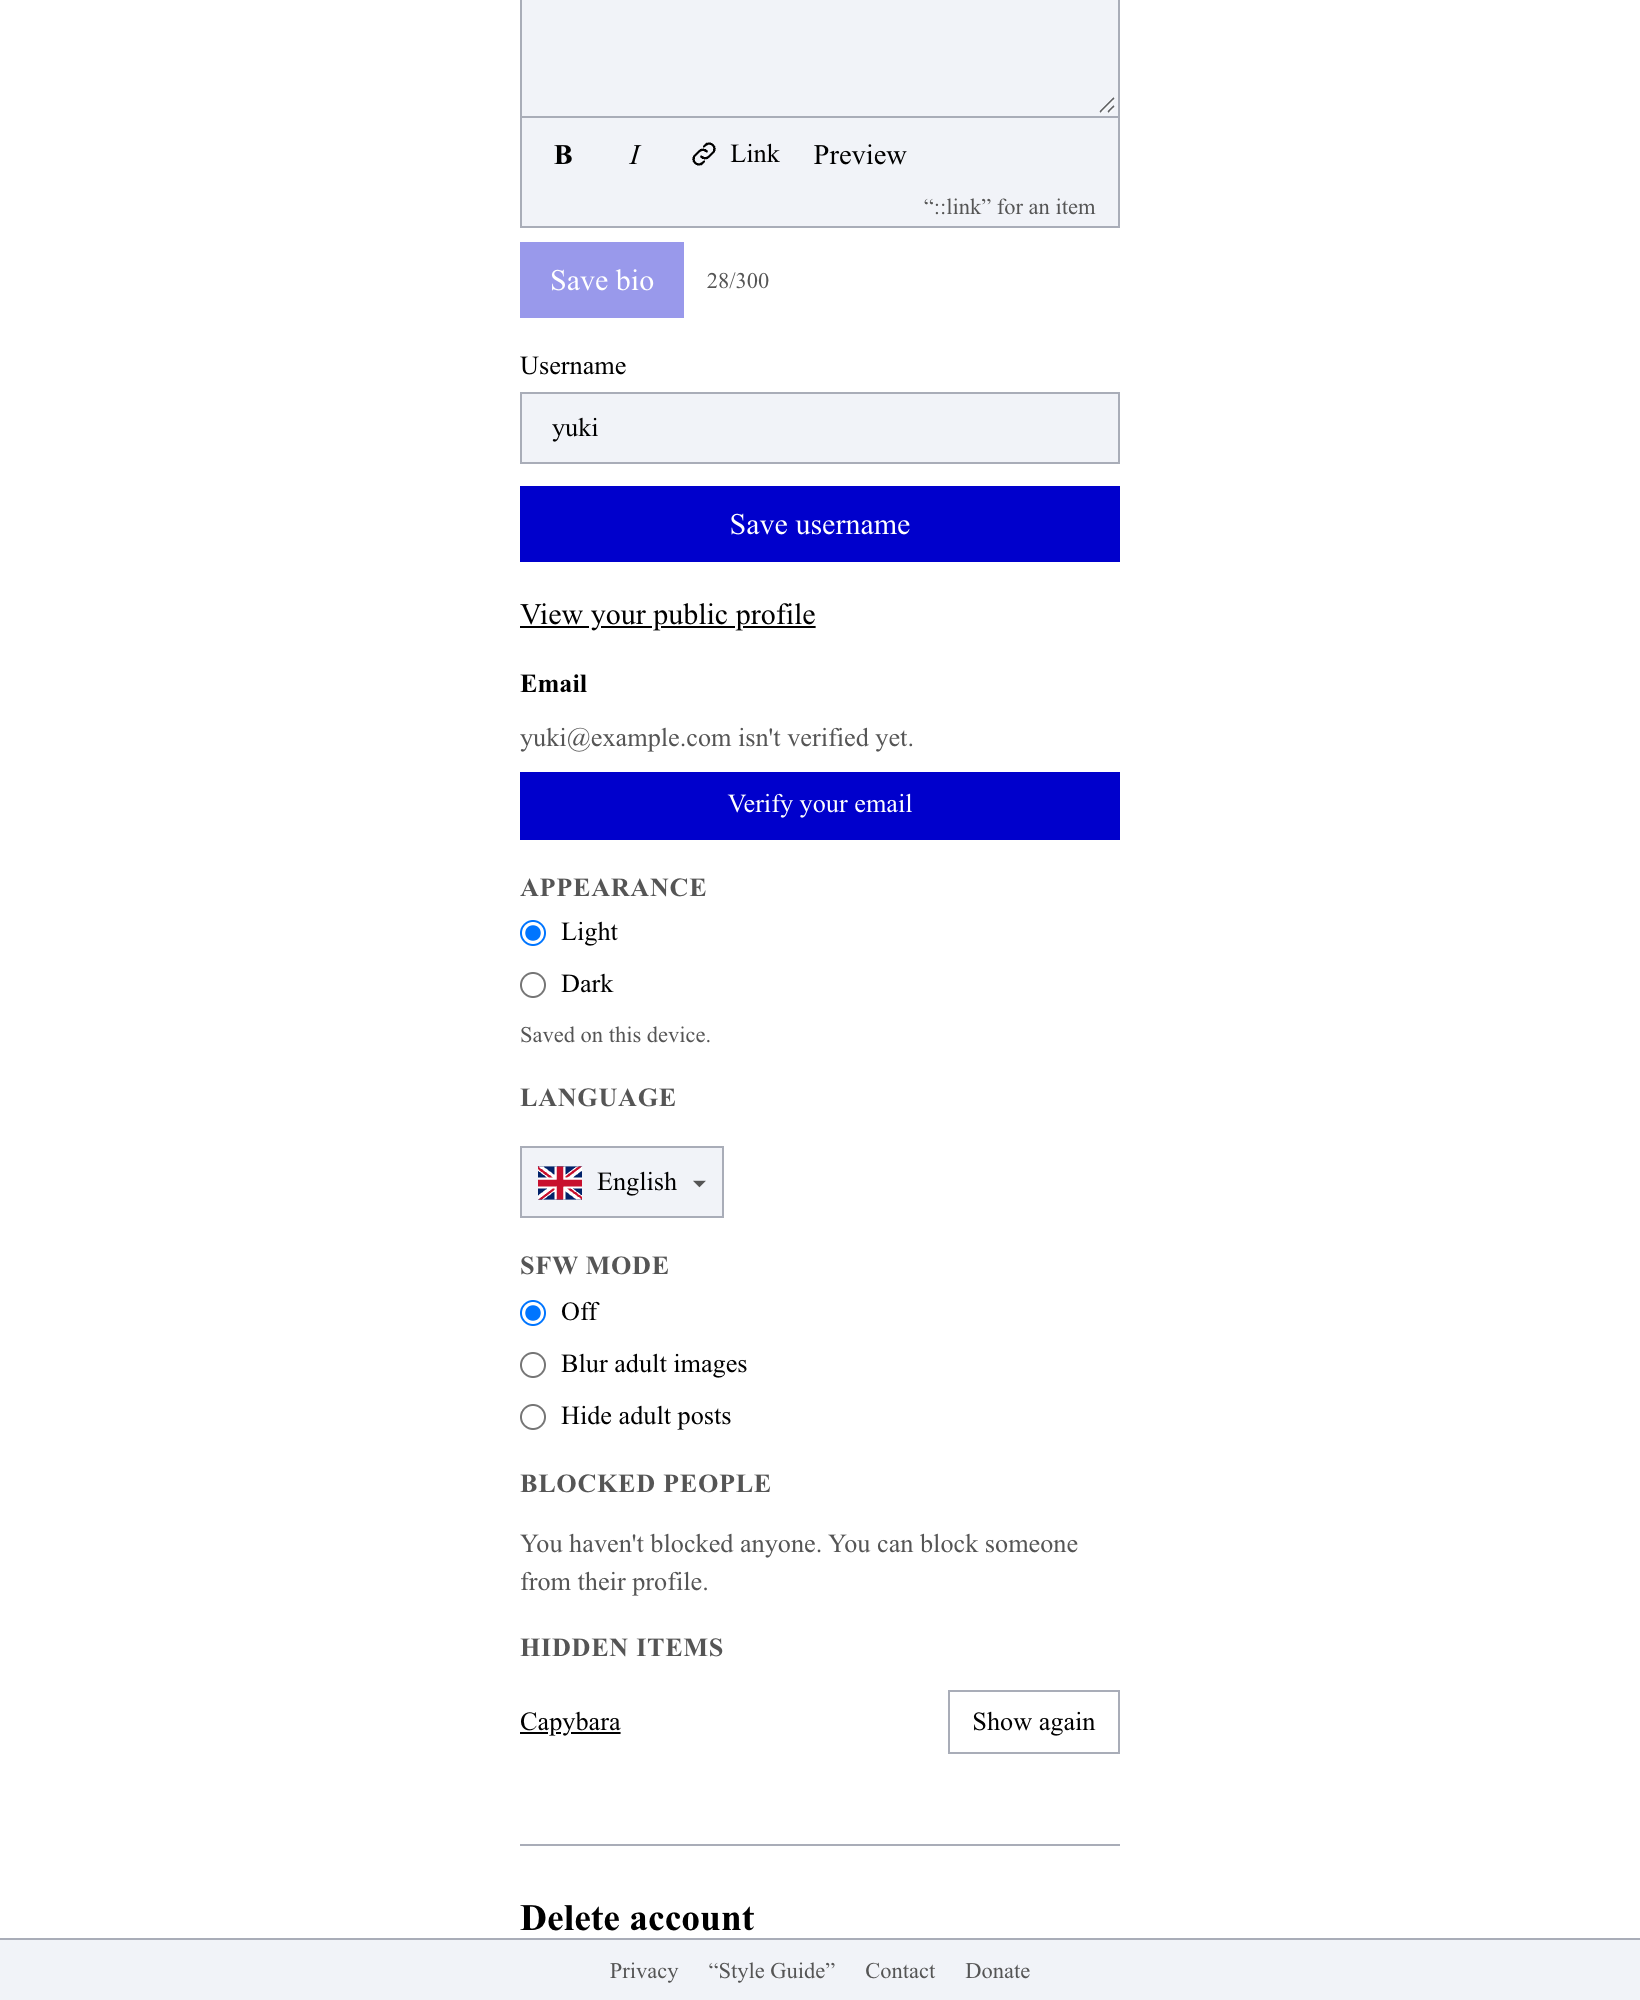 B I Link Preview
“::link” for an item
Save bio 28/300
Username
yuki
Save username
View your public profile
Email
yuki@example.com isn't verified yet.
Verify your email
APPEARANCE
Light
Dark
Saved on this device.
LANGUAGE
English
SFW MODE
Off
Blur adult images
Hide adult posts
BLOCKED PEOPLE
You haven't blocked anyone. You can block someone
from their profile.
HIDDEN ITEMS
Capybara Show again
Delete account
Privacy “Style Guide” Contact Donate